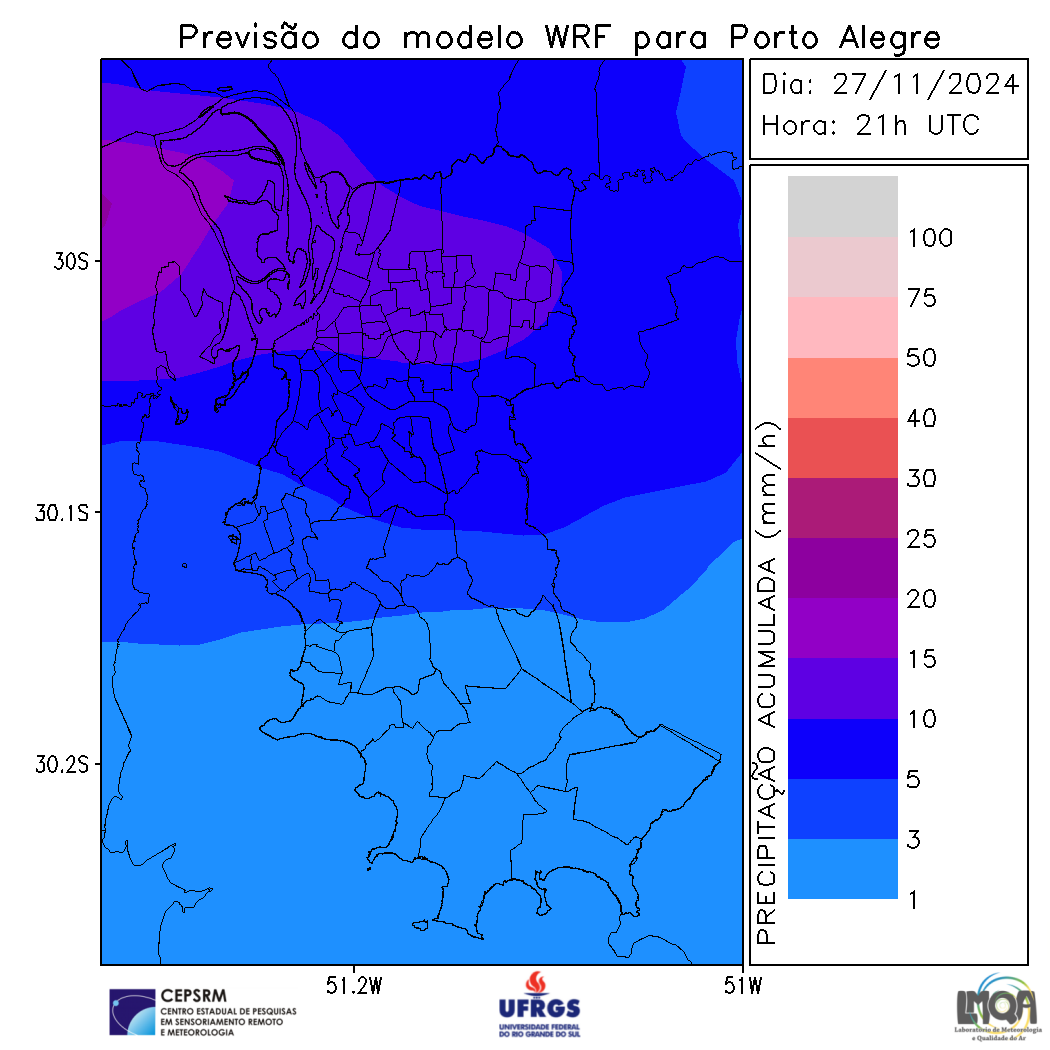 Previsão do modelo WRF para Porto Alegre
Dia: 27/11/2024
Hora: 21h UTC
30S
30.1S
30.2S
51.2W
51W
PRECIPITAÇÃO ACUMULADA (mm/h)
100
75
50
40
30
25
20
15
10
5
3
1
CEPSRM
CENTRO ESTADUAL DE PESQUISAS
EM SENSORIAMENTO REMOTO
E METEOROLOGIA
UFRGS
UNIVERSIDADE FEDERAL
DO RIO GRANDE DO SUL
LMQA
Laboratório de Meteorologia
e Qualidade do Ar